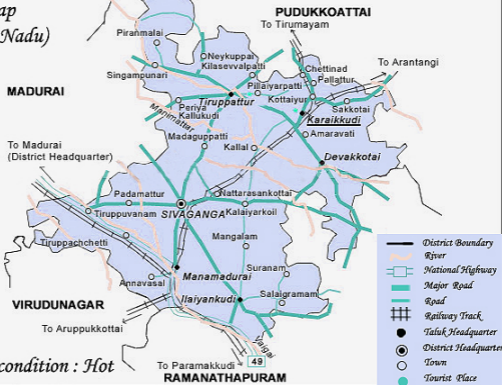 ap
Nadu)
PUDUKKOATTAI
To Tirumayam
Piranmalai
Neykuppai
Kilasevvalpatti
Chettinad
Pallattur
To Arantangi
Singampunari
Pillaiyarpatti
MADURAI
Tiruppattur
Kottaiyur
Periya
Kallukudi
Sakkotai
Manimattar
Karaikkudi
Madaguppatti
Amaravati
Kallal
To Madurai
(District Headquarter)
Devakkotai
Padamattur
Nattarasankottai
Tiruppuvanam
SIVAGANGA
Kalaiyarkoil
Tiruppachchetti
Mangalam
Suranam
Manamadurai
Annavasal
Ilaiyankudi
Salaigramam
VIRUDUNAGAR
To Aruppukkottai
Vaigai
condition : Hot
To Paramakkudi
49
RAMANATHAPURAM
District Boundary
River
National Highway
Major Road
Road
Railway Track
Taluk Headquarter
District Headquarter
Town
Tourist Place